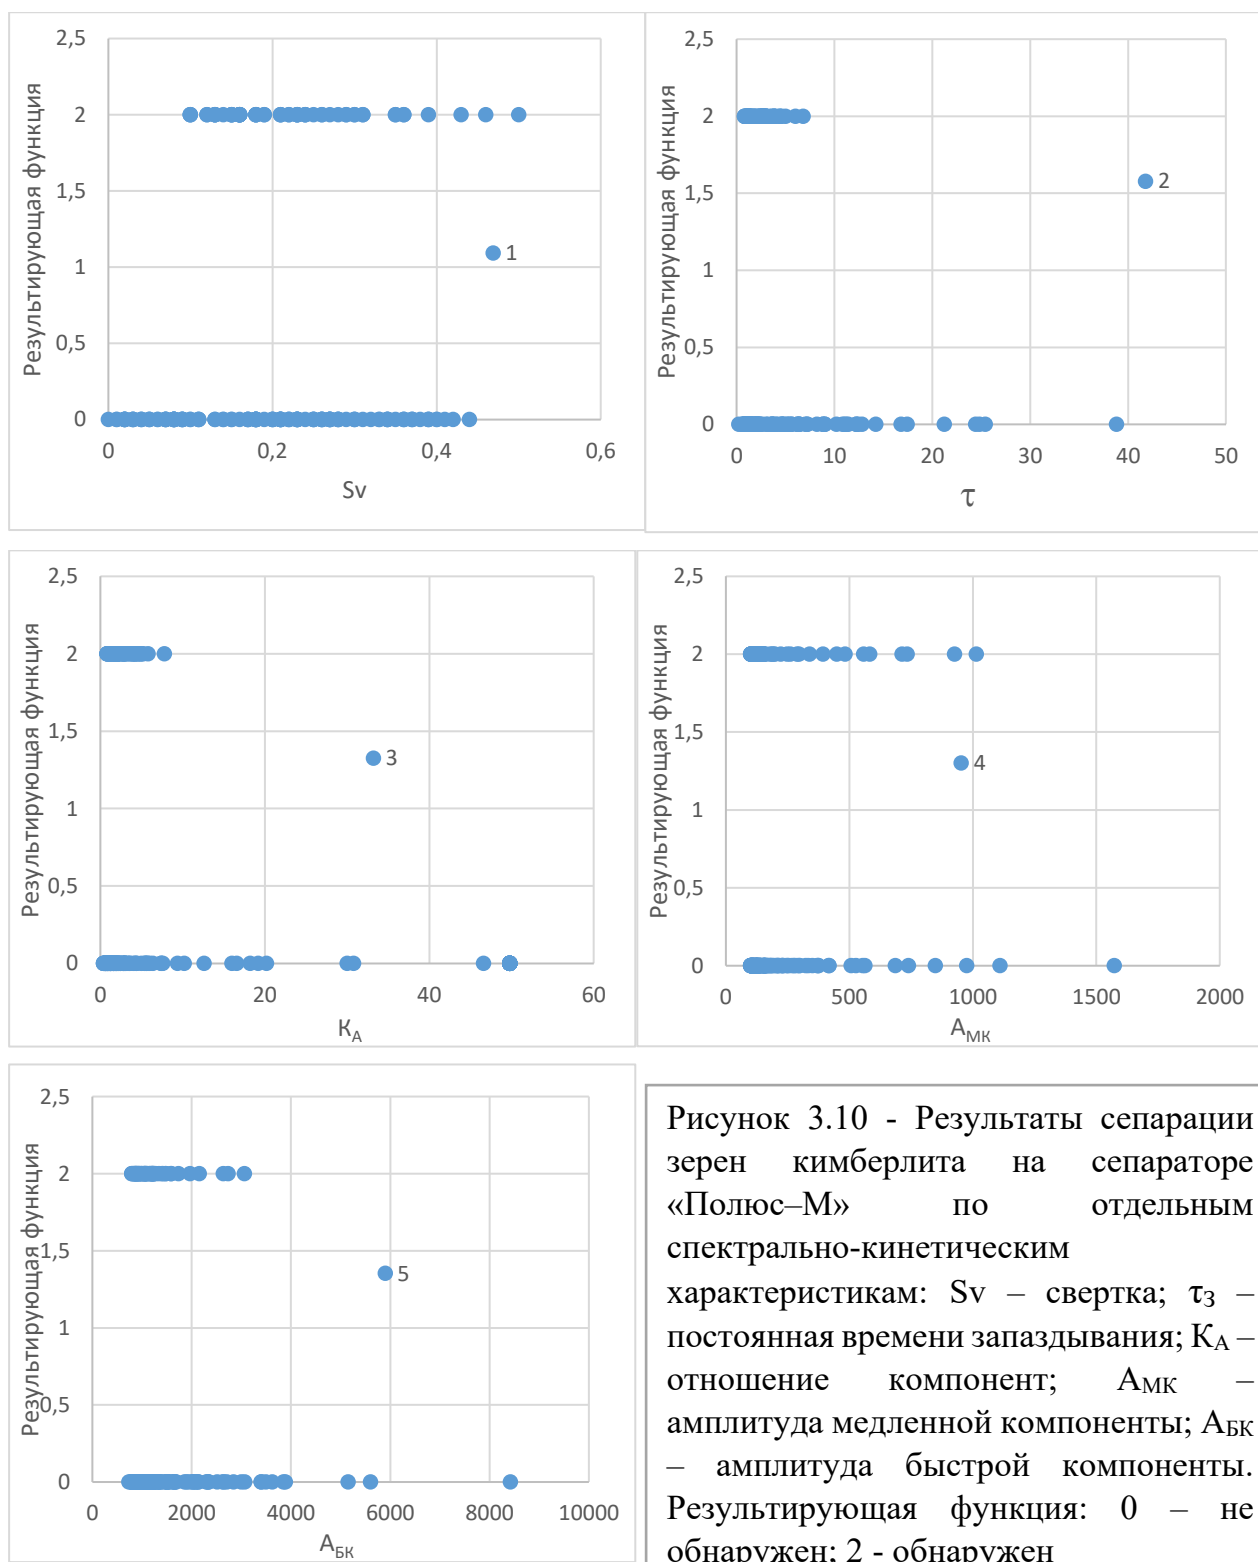 2,5
2
1,5
1
0,5
0
Результирующая функция
1
0
0,2
0,4
0,6
Sv
2,5
2
1,5
1
0,5
0
Результирующая функция
2
0
10
20
30
40
50
τ
2,5
2
1,5
1
0,5
0
Результирующая функция
3
0
20
40
60
КА
2,5
2
1,5
1
0,5
0
Результирующая функция
4
0
500
1000
1500
2000
АМК
2,5
2
1,5
1
0,5
0
Результирующая функция
5
0
2000
4000
6000
8000
10000
АБК
Рисунок 3.10 - Результаты сепарации
зерен кимберлита на сепараторе
«Полюс–М» по отдельным
спектрально-кинетическим
характеристикам: Sv – свертка; τЗ –
постоянная времени запаздывания; КА –
отношение компонент; АМК –
амплитуда медленной компоненты; АБК
– амплитуда быстрой компоненты.
Результирующая функция: 0 – не
обнаружен; 2 - обнаружен